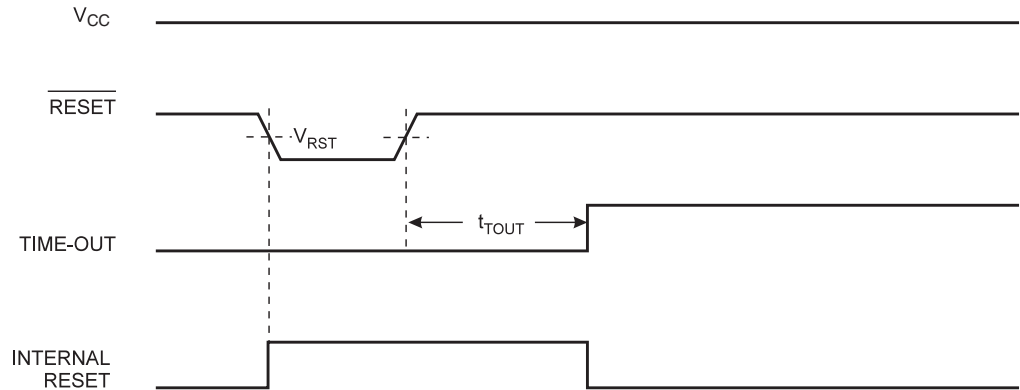 VCC
RESET
VRST
tTOUT
TIME-OUT
INTERNAL
RESET